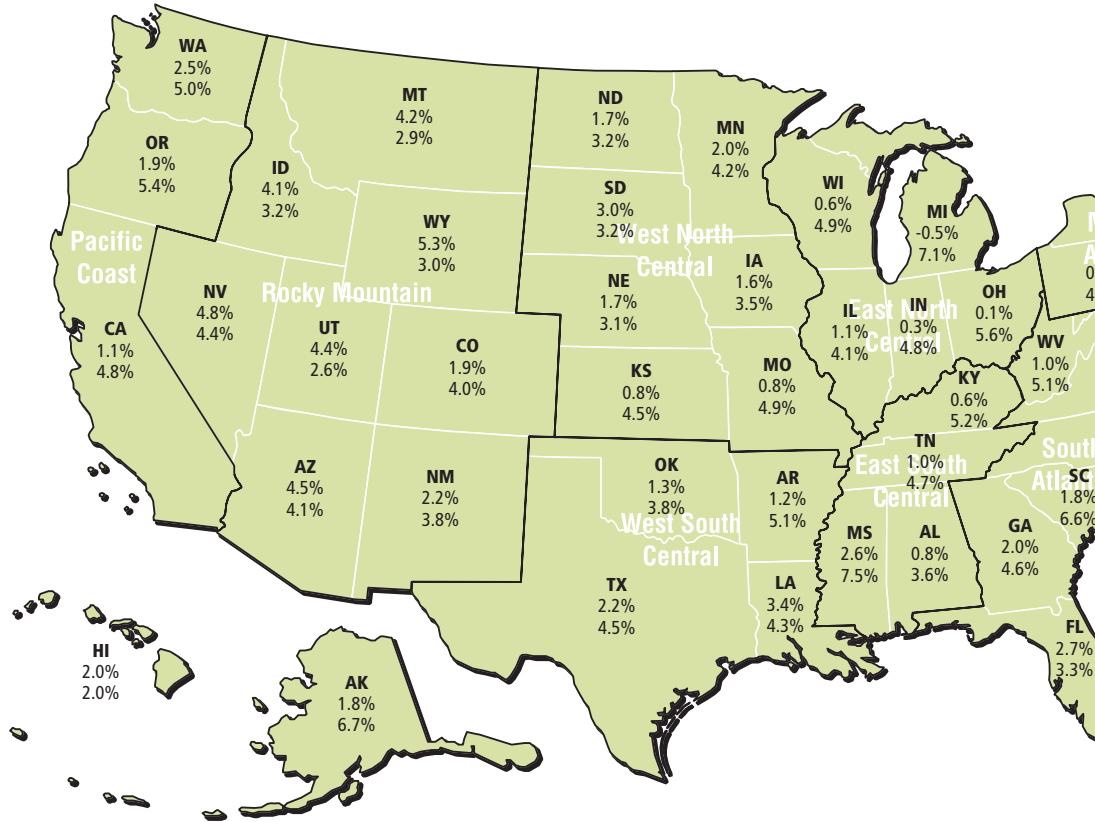 WA
2.5%
5.0%
OR
1.9%
5.4%
Pacific
Coast
CA
1.1%
4.8%
ID
4.1%
3.2%
MT
4.2%
2.9%
WY
5.3%
3.0%
Rocky Mountain
NV
4.8%
4.4%
UT
4.4%
2.6%
CO
1.9%
4.0%
AZ
4.5%
4.1%
NM
2.2%
3.8%
ND
1.7%
3.2%
SD
3.0%
3.2%
West North
Central
NE
1.7%
3.1%
KS
0.8%
4.5%
MN
2.0%
4.2%
IA
1.6%
3.5%
MO
0.8%
4.9%
WI
0.6%
4.9%
MI
-0.5%
7.1%
East North
Central
IL
1.1%
4.1%
IN
0.3%
4.8%
OH
0.1%
5.6%
WV
1.0%
5.1%
KY
0.6%
5.2%
TN
1.0%
4.7%
East South
Central
MS
2.6%
7.5%
AL
0.8%
3.6%
OK
1.3%
3.8%
West South
Central
AR
1.2%
5.1%
TX
2.2%
4.5%
LA
3.4%
4.3%
South
SC
1.8%
6.6%
GA
2.0%
4.6%
FL
2.7%
3.3%
HI
2.0%
2.0%
AK
1.8%
6.7%